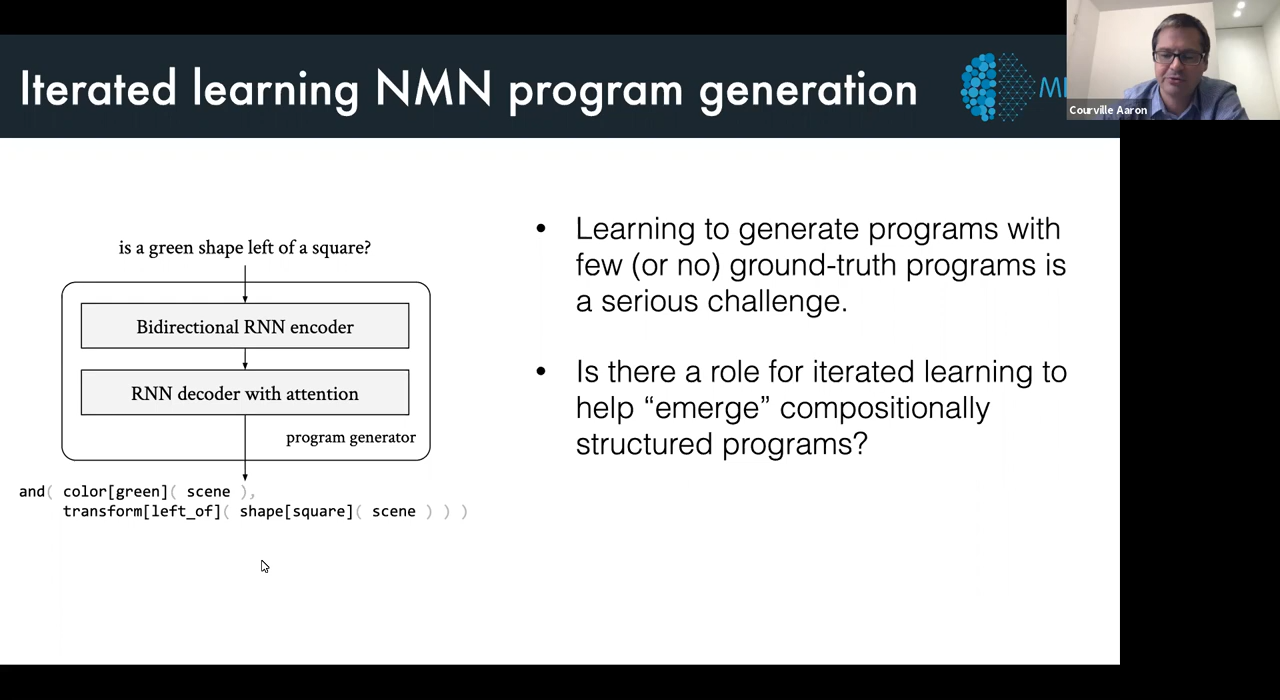 Iterated learning NMN program generation
Courville Aaron
is a green shape left of a square?
Bidirectional RNN encoder
RNN decoder with attention
program generator
and( color[green]( scene ),
transform[left_of]( shape[square]( scene ) ) )
• Learning to generate programs with
few (or no) ground-truth programs is
a serious challenge.
• Is there a role for iterated learning to
help “emerge” compositionally
structured programs?